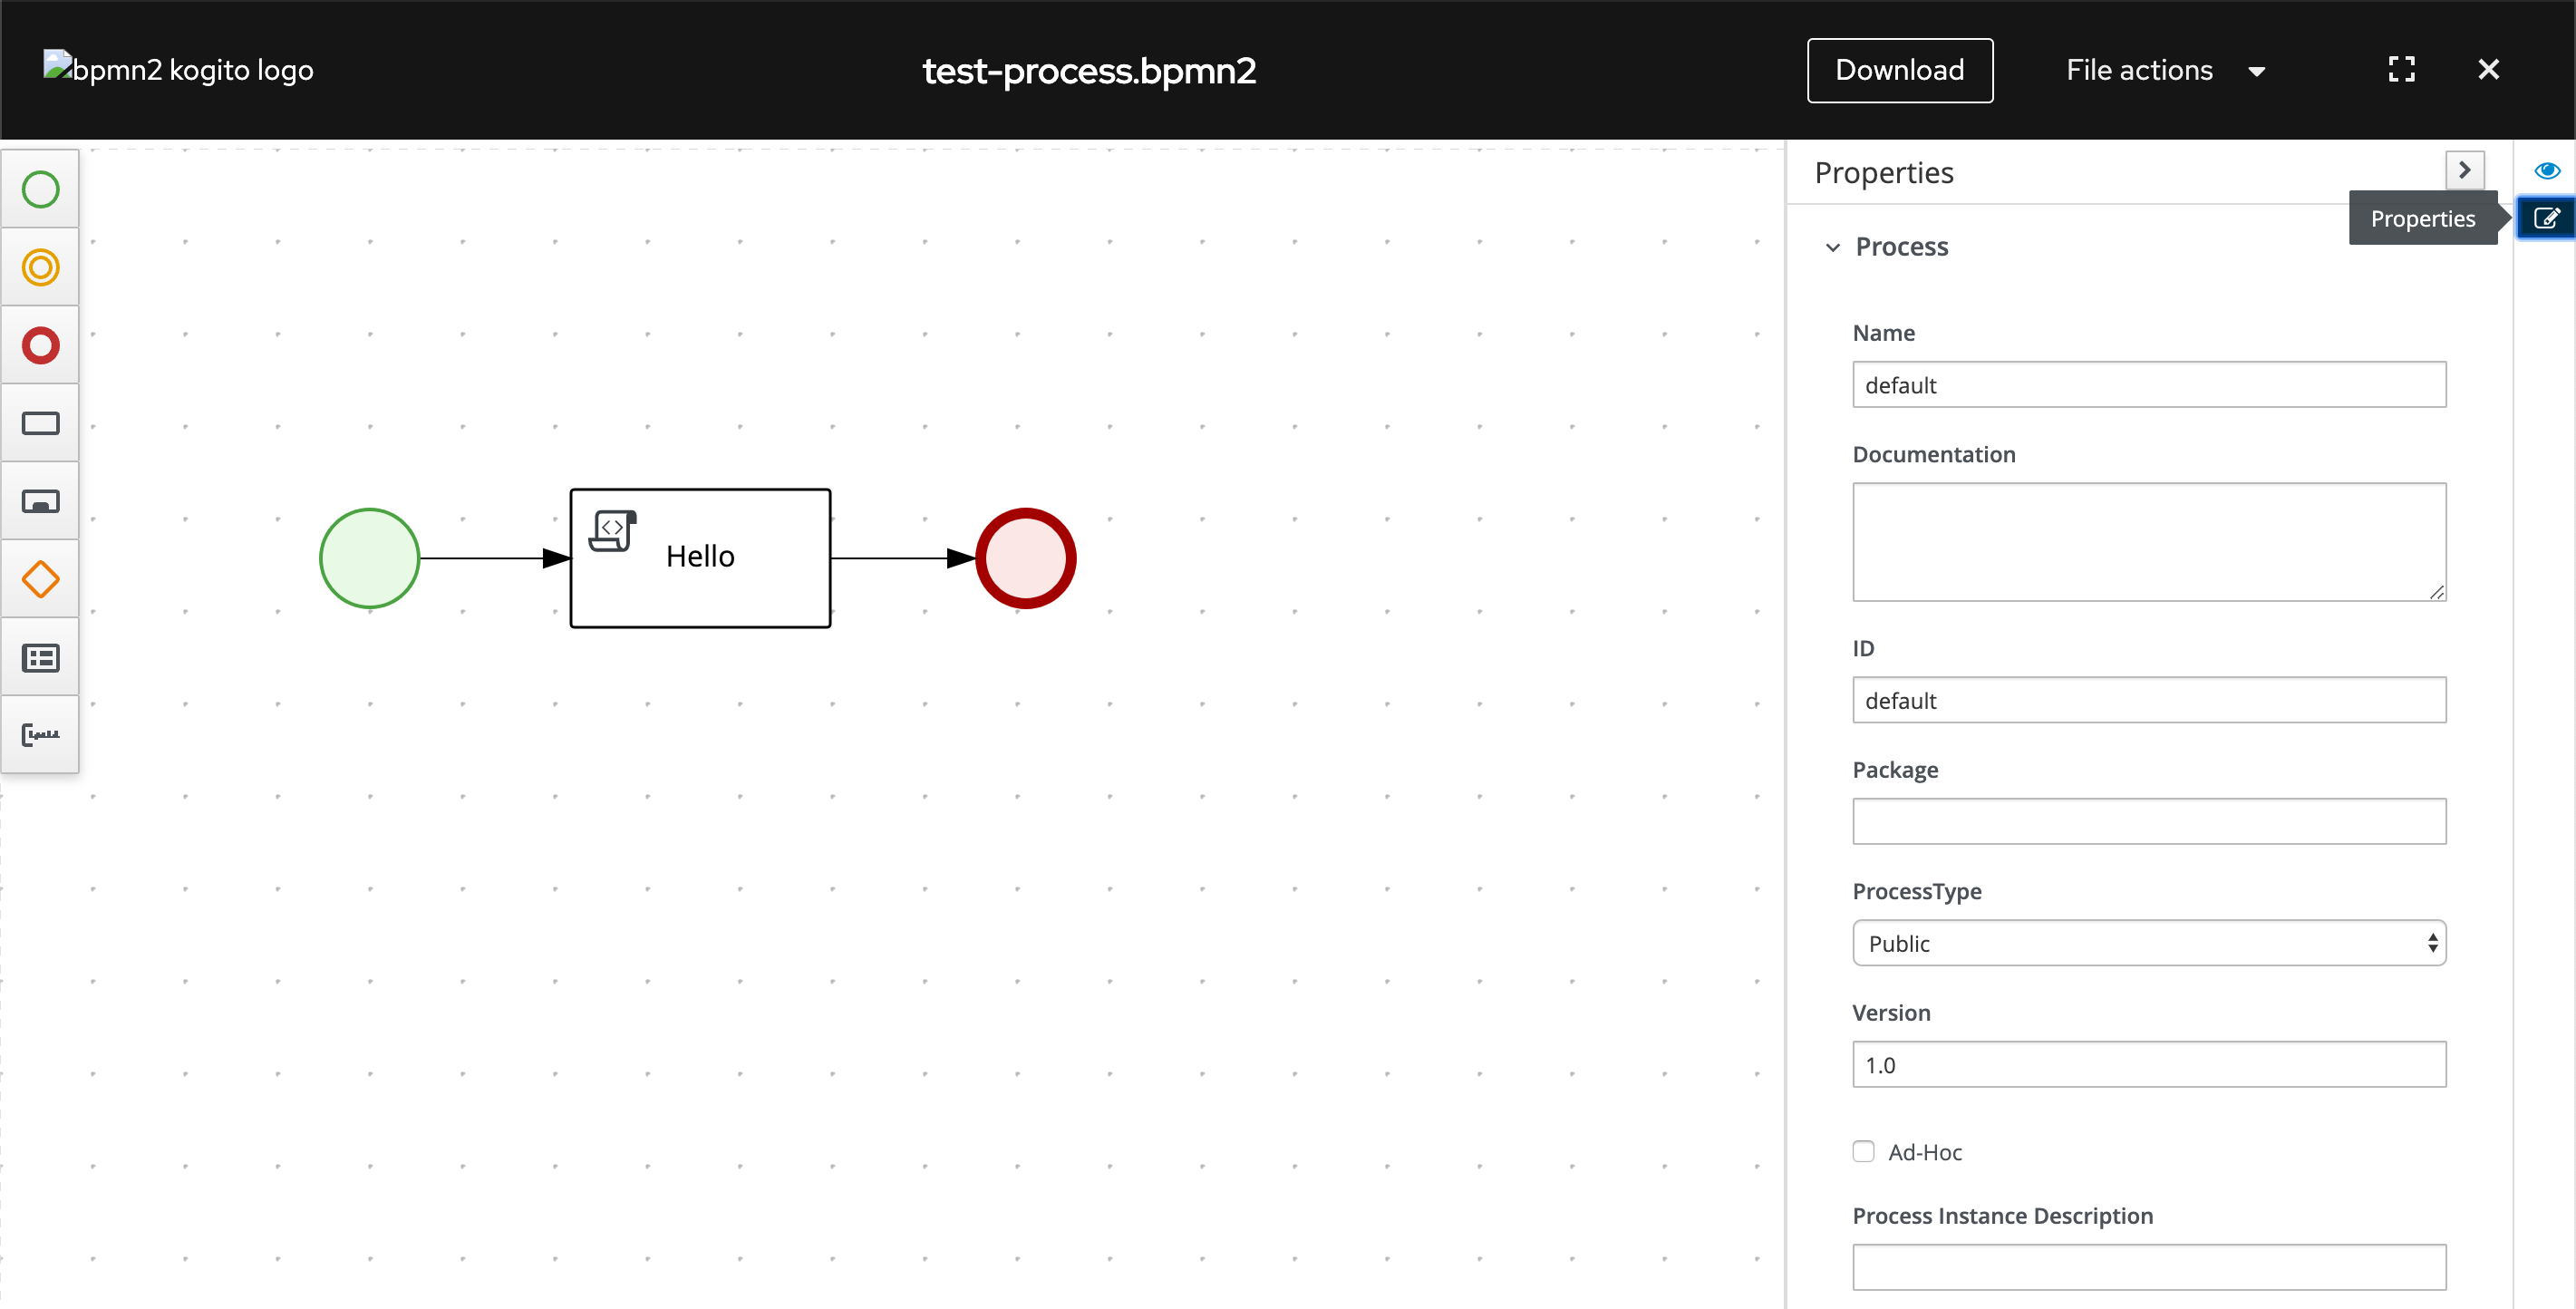 bpmn2 kogito logo
test-process.bpmn2
Download
File actions
Properties
Properties
Process
Name
default
Documentation
ID
default
Package
ProcessType
Public
Version
1.0
Ad-Hoc
Process Instance Description
Hello